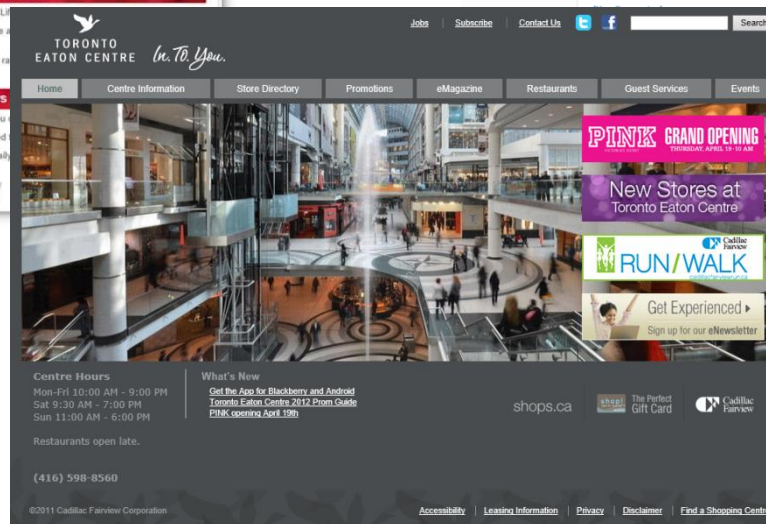 Jobs
Subscribe
Contact Us
Search
TORONTO
EATON CENTRE
In. TO. You.
Home
Centre Information
Store Directory
Promotions
eMagazine
Restaurants
Guest Services
Events
PINK GRAND OPENING
THURSDAY, APRIL 19 - 10 AM
New Stores at
Toronto Eaton Centre
Cadillac
Fairview
RUN/WALK
cadillacfairviewrun.ca
Get Experienced
Sign up for our eNewsletter
Centre Hours
Mon-Fri 10:00 AM - 9:00 PM
Sat 9:30 AM - 7:00 PM
Sun 11:00 AM - 6:00 PM
Restaurants open late.
(416) 598-8560
What's New
Get the App for Blackberry and Android
Toronto Eaton Centre 2012 Prom Guide
PINK opening April 19th
shops.ca
shop!
The Perfect
Gift Card
Cadillac
Fairview
©2011 Cadillac Fairview Corporation
Accessibility
Leasing Information
Privacy
Disclaimer
Find a Shopping Centre